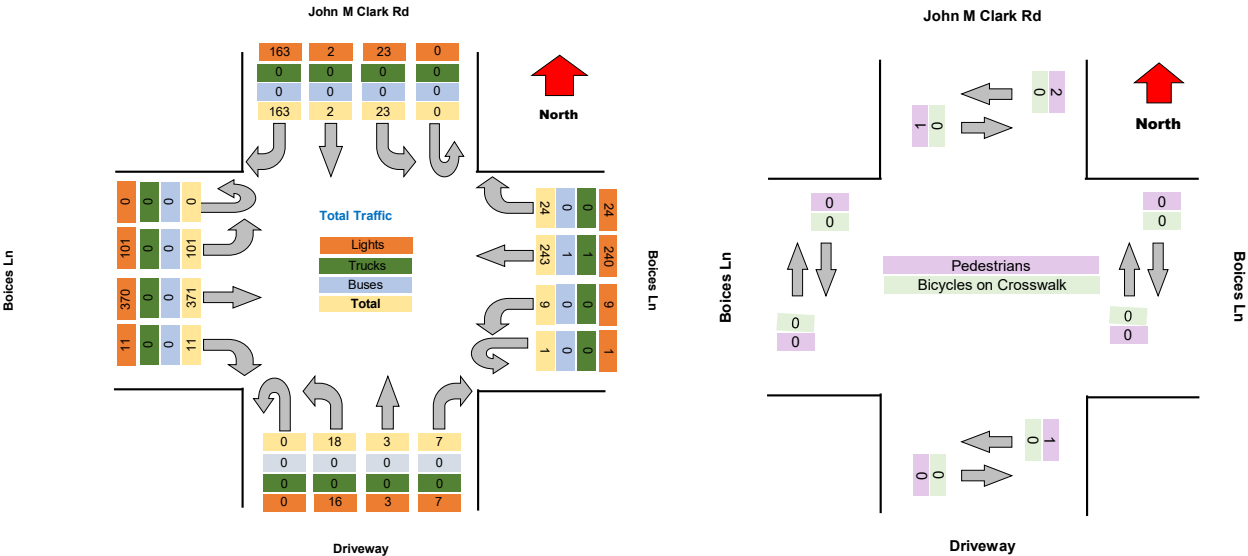 John M Clark Rd
163 2 23 0
0 0 0 0
0 0 0 0
163 2 23 0
North
0 0 0 0
101 0 0 101
370 0 0 371
11 0 0 11
Boices Ln
Total Traffic
Lights
Trucks
Buses
Total
24 0 0 24
243 1 1 240
9 0 0 9
1 0 0 1
Boices Ln
0 18 3 7
0 0 0 0
0 0 0 0
0 16 3 7
Driveway
John M Clark Rd
0 2
1 0
North
0
0
0
0
Boices Ln
Pedestrians
Bicycles on Crosswalk
0
0
0
0
Boices Ln
0 1
0 0
Driveway